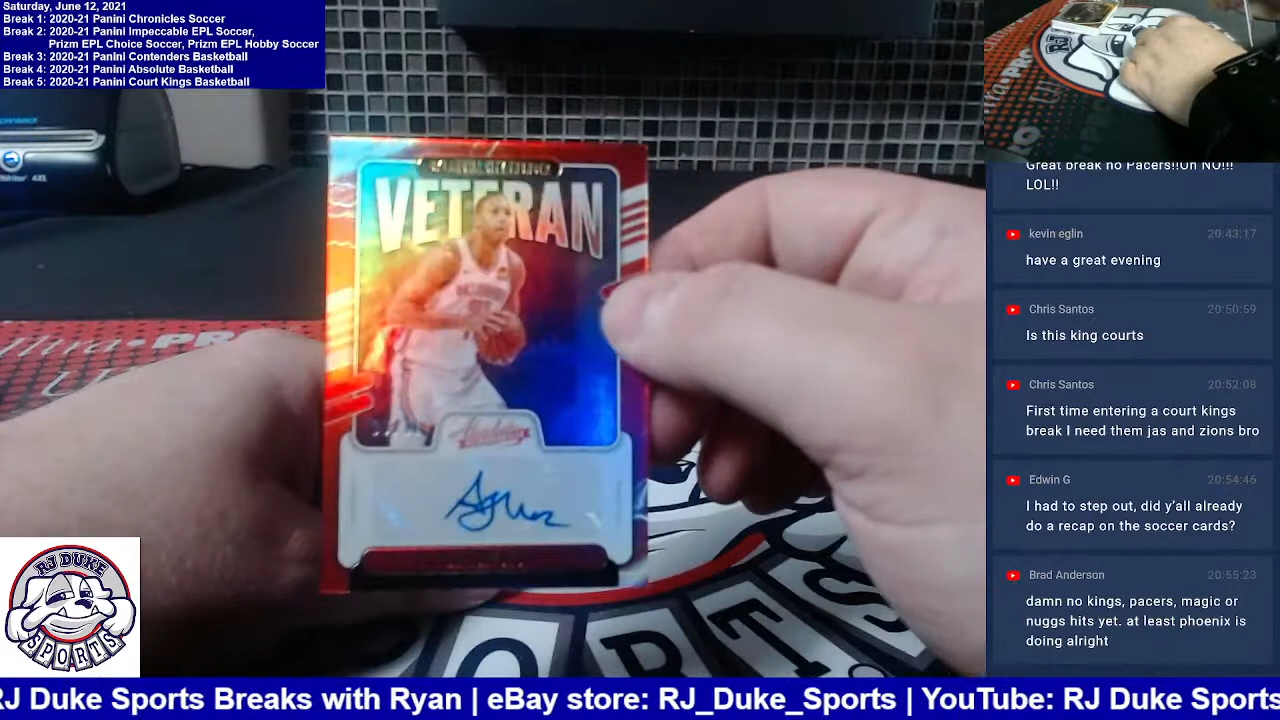 Saturday, June 12, 2021
Break 1: 2020-21 Panini Chronicles Soccer
Break 2: 2020-21 Panini Impeccable EPL Soccer,
Prizm EPL Choice Soccer, Prizm EPL Hobby Soccer
Break 3: 2020-21 Panini Contenders Basketball
Break 4: 2020-21 Panini Absolute Basketball
Break 5: 2020-21 Panini Court Kings Basketball
4XL
VETERAN
Absolute
Great break no Pacers!!Oh NO!!!
LOL!!
kevin eglin 20:43:17
have a great evening
Chris Santos 20:50:59
Is this king courts
Chris Santos 20:52:08
First time entering a court kings
break I need them jas and zions bro
Edwin G 20:54:46
I had to step out, did y'all already
do a recap on the soccer cards?
Brad Anderson 20:55:23
damn no kings, pacers, magic or
nuggs hits yet. at least phoenix is
doing alright
RJ DUKE
SPORTS
RJ Duke Sports Breaks with Ryan | eBay store: RJ_Duke_Sports | YouTube: RJ Duke Sports